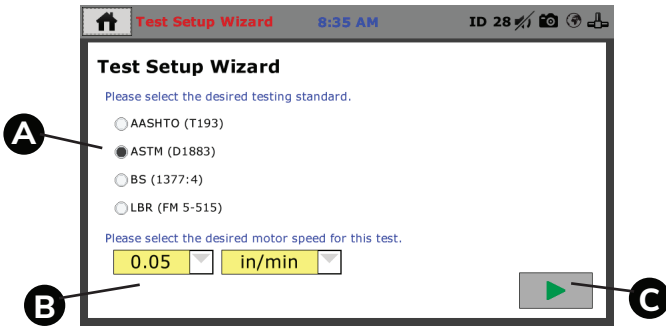 Test Setup Wizard 8:35 AM ID 28
Test Setup Wizard
Please select the desired testing standard.
AASHTO (T193)
A
ASTM (D1883)
BS (1377:4)
LBR (FM 5-515)
Please select the desired motor speed for this test.
0.05 in/min
B
C